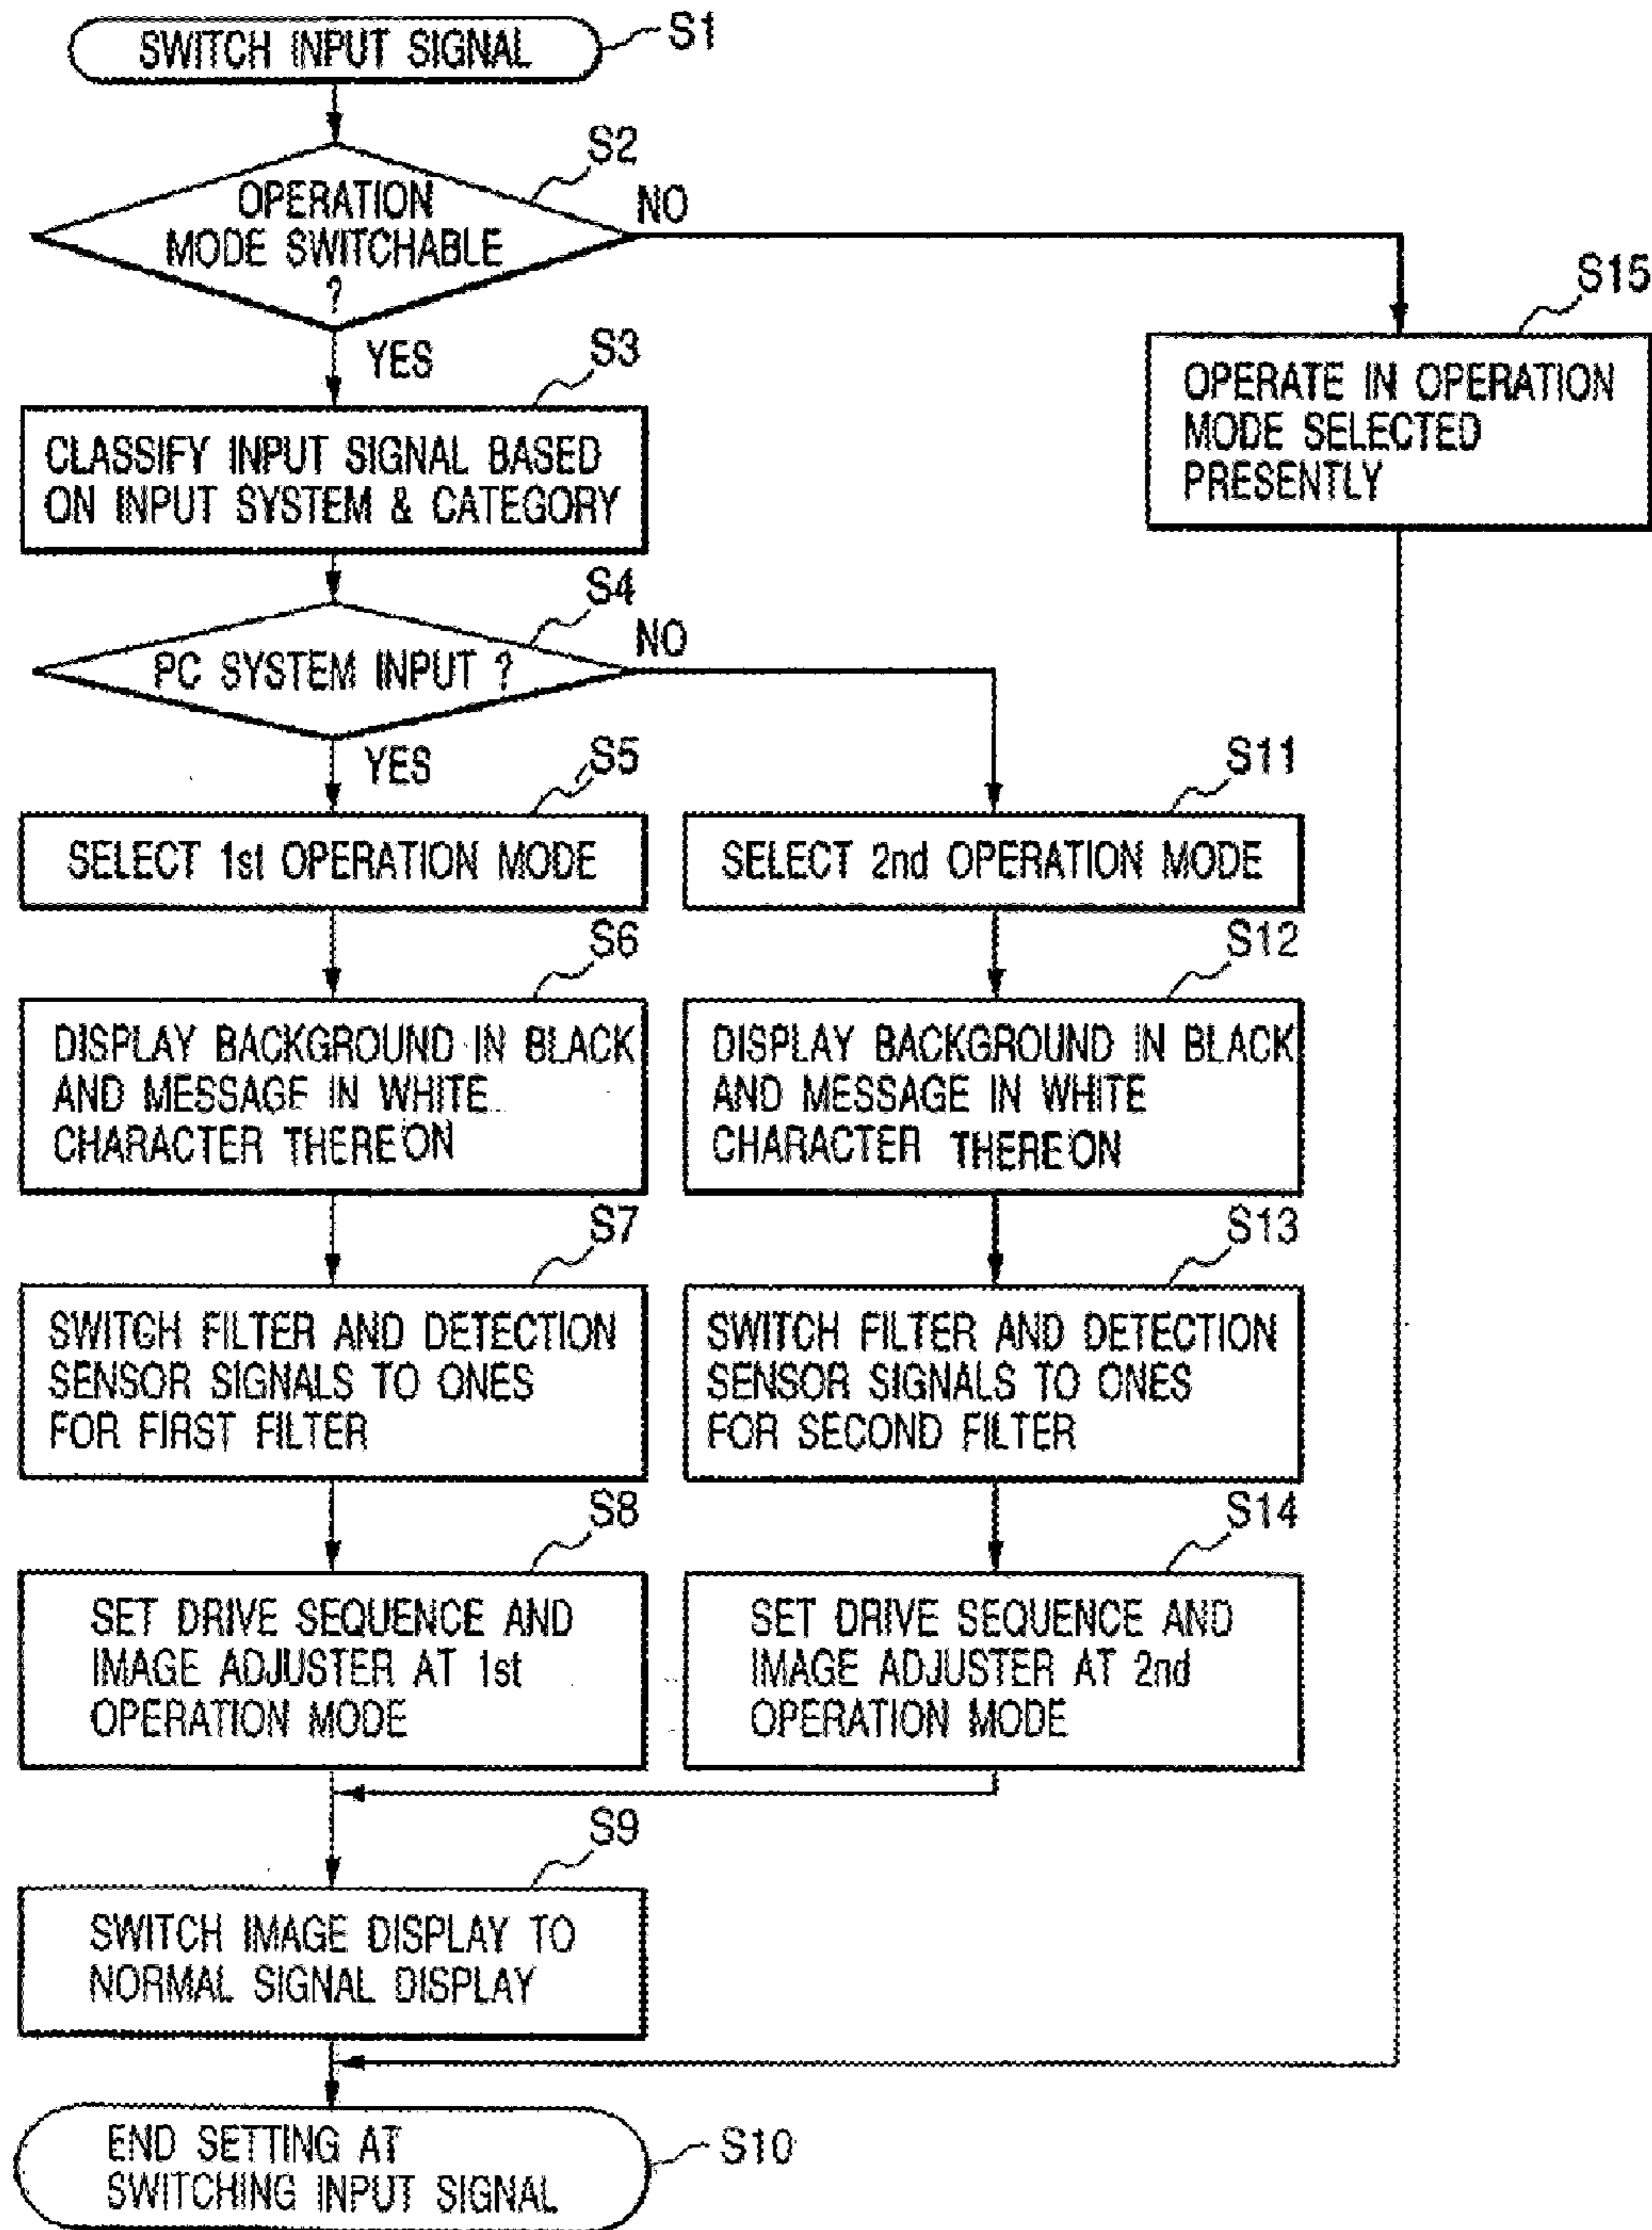 SWITCH INPUT SIGNAL
S1
OPERATION
MODE SWITCHABLE
?
S2
NO
YES
S3
CLASSIFY INPUT SIGNAL BASED
ON INPUT SYSTEM & CATEGORY
S15
OPERATE IN OPERATION
MODE SELECTED
PRESENTLY
S4
PC SYSTEM INPUT ?
NO
YES
S5
SELECT 1st OPERATION MODE
S11
SELECT 2nd OPERATION MODE
S6
DISPLAY BACKGROUND IN BLACK
AND MESSAGE IN WHITE
CHARACTER THEREON
S12
DISPLAY BACKGROUND IN BLACK
AND MESSAGE IN WHITE
CHARACTER THEREON
S7
SWITCH FILTER AND DETECTION
SENSOR SIGNALS TO ONES
FOR FIRST FILTER
S13
SWITCH FILTER AND DETECTION
SENSOR SIGNALS TO ONES
FOR SECOND FILTER
S8
SET DRIVE SEQUENCE AND
IMAGE ADJUSTER AT 1st
OPERATION MODE
S14
SET DRIVE SEQUENCE AND
IMAGE ADJUSTER AT 2nd
OPERATION MODE
S9
SWITCH IMAGE DISPLAY TO
NORMAL SIGNAL DISPLAY
END SETTING AT
SWITCHING INPUT SIGNAL
S10